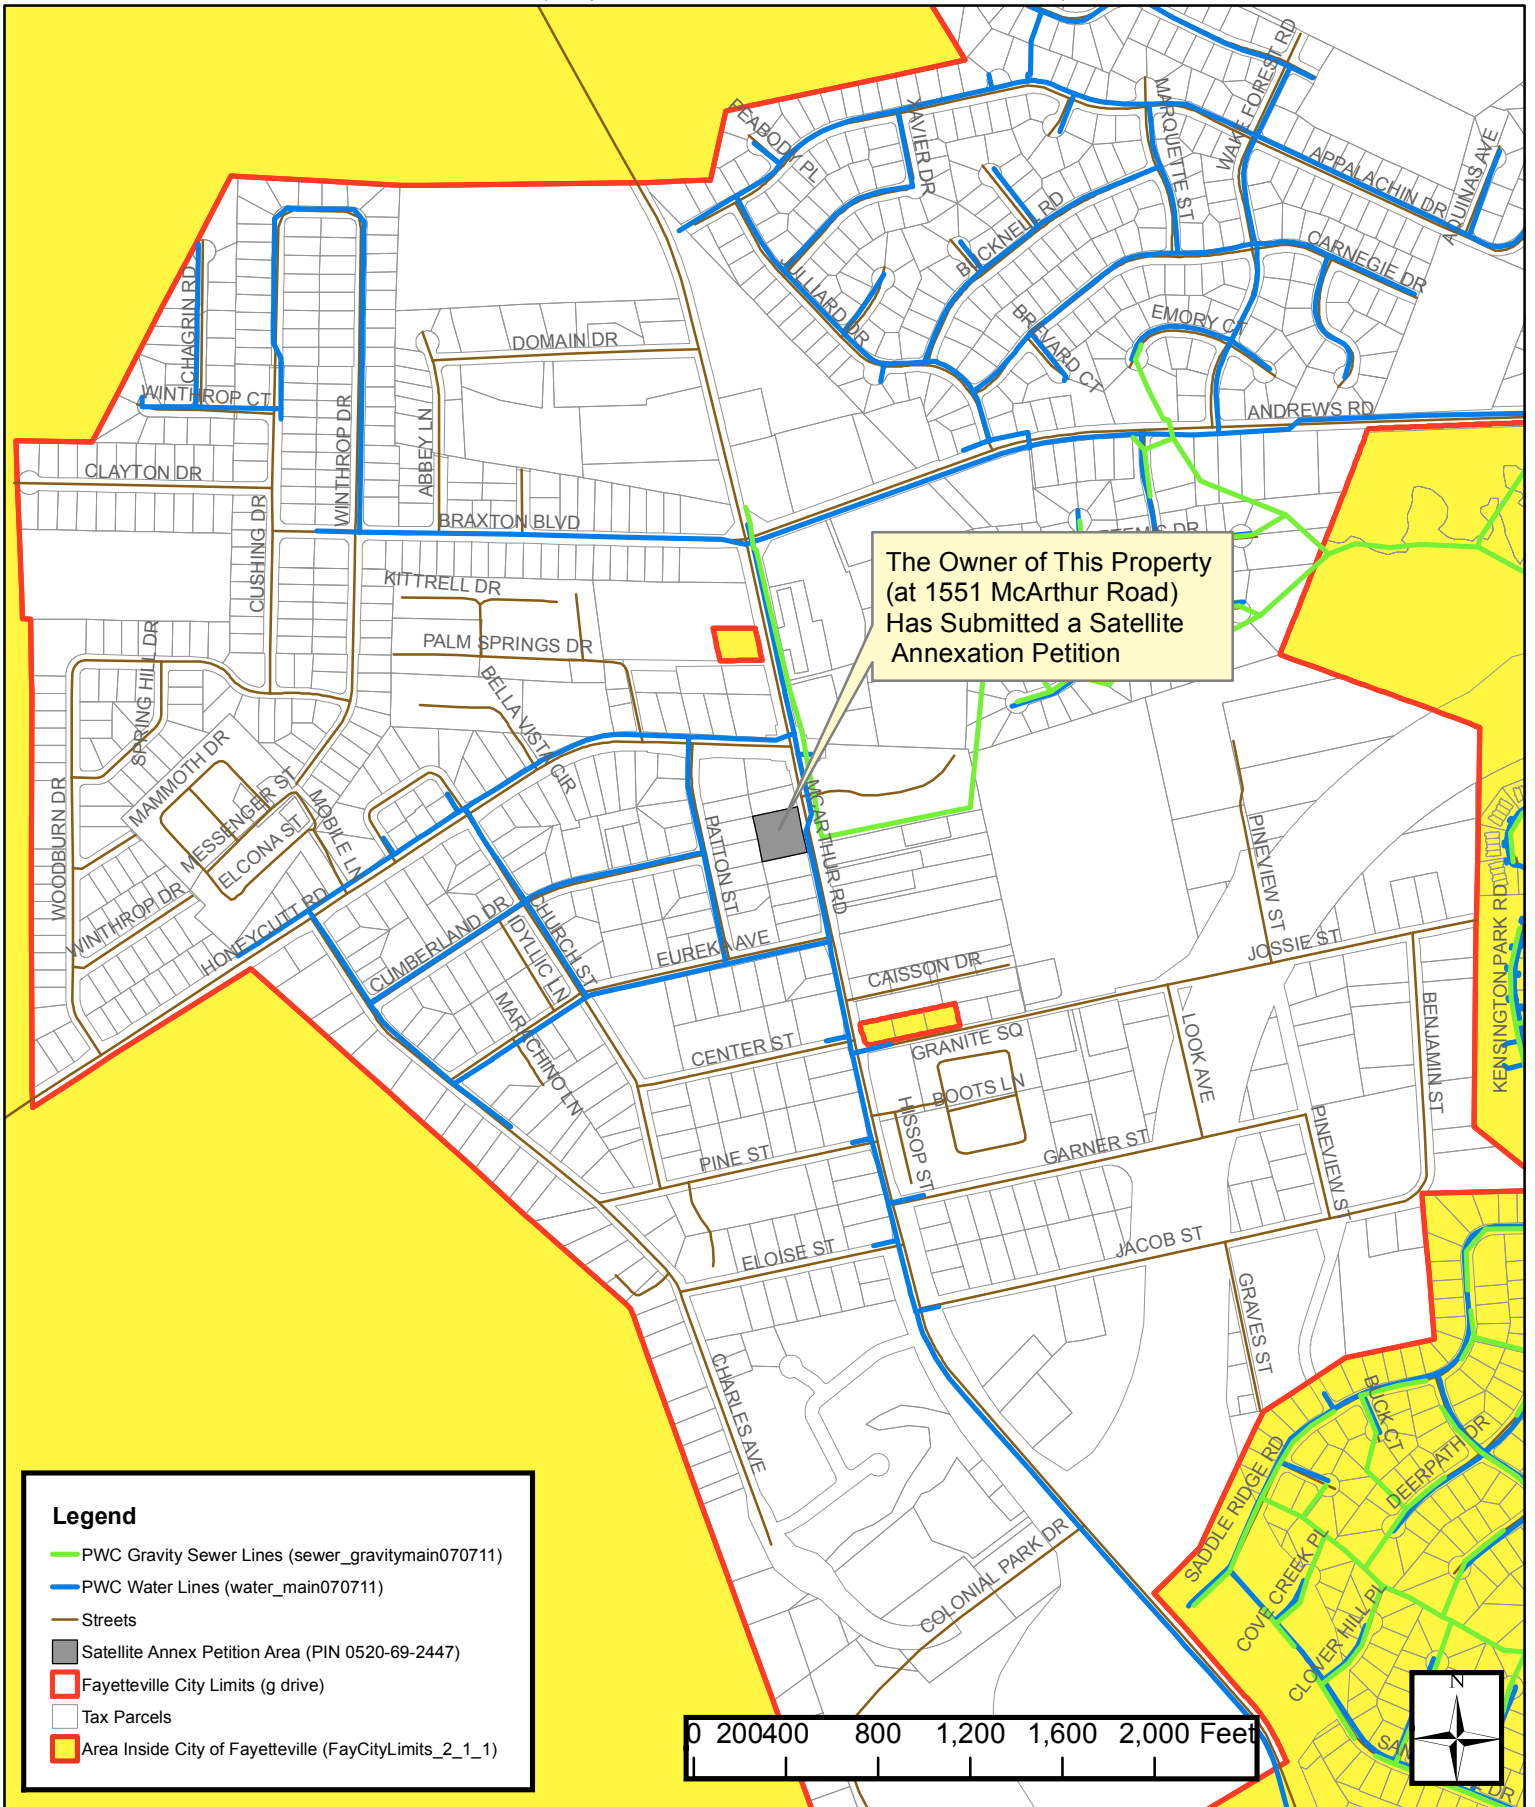 PEABODY PL
XAVIER DR
MARQUETTE ST
WAKE FOREST RD
APPALACHIN DR
AQUINAS AVE
BUCKNELL RD
CARNEGIE DR
JULLIARD DR
EMORY CT
BREVARD CT
CHAGRIN RD
DOMAIN DR
WINTHROP CT
WINTHROP DR
ABBEY LN
ANDREWS RD
CLAYTON DR
CUSHING DR
BRAXTON BLVD
KITTRELL DR
The Owner of This Property
(at 1551 McArthur Road)
Has Submitted a Satellite
Annexation Petition
PALM SPRINGS DR
SPRING HILL DR
BELLA VISTA CIR
MAMMOTH DR
WOODBURN DR
MESSENGER ST
MOBILE LN
ELCONA ST
MCARTHUR RD
PATTON ST
PINEVIEW ST
WINTHROP DR
HONEYCUTT RD
CUMBERLAND DR
CHURCH ST
IDYLLIC LN
EUREKA AVE
JOSSIE ST
KENSINGTON PARK RD
CAISSON DR
MARACHINO LN
CENTER ST
GRANITE SQ
LOOK AVE
BENJAMIN ST
BOOTS LN
HISSOP ST
PINE ST
GARNER ST
PINEVIEW ST
ELOISE ST
JACOB ST
GRAVES ST
CHARLES AVE
BUCK CT
DEERPATH DR
SADDLE RIDGE RD
COLONIAL PARK DR
COVE CREEK PL
CLOVER HILL PL
Legend
PWC Gravity Sewer Lines (sewer_gravitymain070711)
PWC Water Lines (water_main070711)
Streets
Satellite Annex Petition Area (PIN 0520-69-2447)
Fayetteville City Limits (g drive)
Tax Parcels
Area Inside City of Fayetteville (FayCityLimits_2_1_1)
0 200 400 800 1,200 1,600 2,000 Feet
N